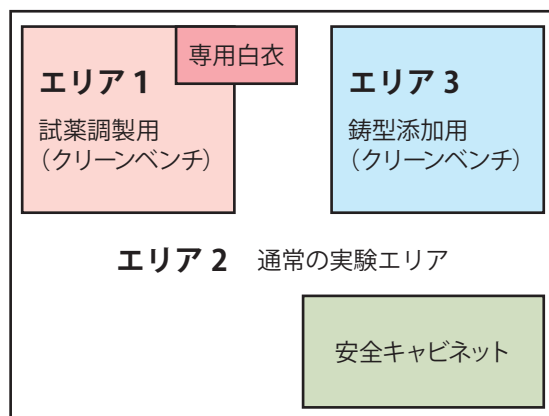 専用白衣
エリア 1
試薬調製用
（クリーンベンチ）
エリア 3
鋳型添加用
（クリーンベンチ）
エリア 2 通常の実験エリア
安全キャビネット